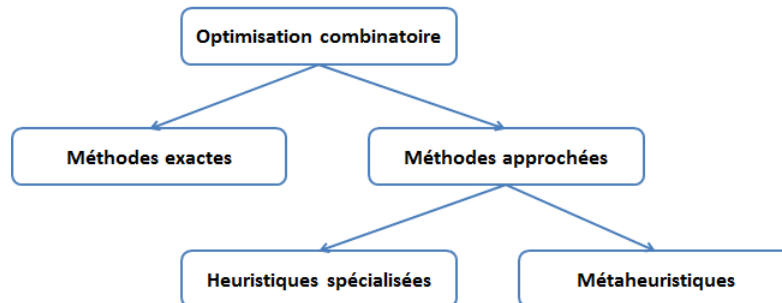 Optimisation combinatoire
Méthodes exactes
Méthodes approchées
Heuristiques spécialisées
Métaheuristiques